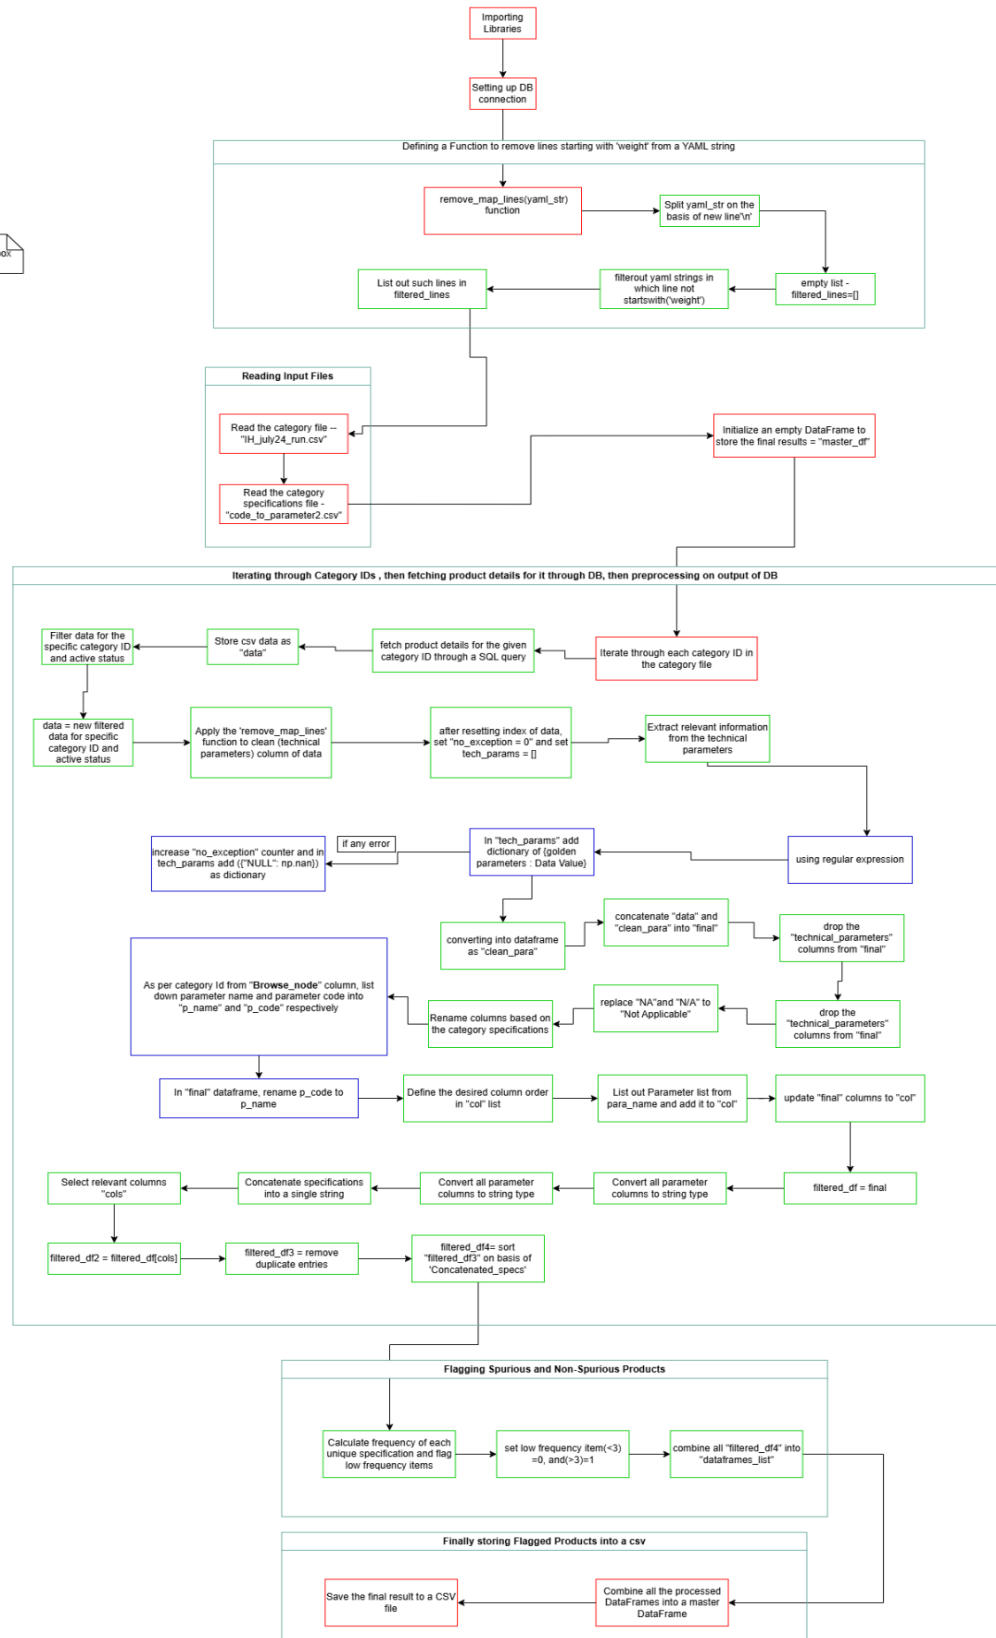 Importing
Libraries
Setting up DB
connection
Defining a Function to remove lines starting with 'weight' from a YAML string
remove_map_lines(yaml_str)
function
Split yaml_str on the
basis of new line'\n'
empty list -
filtered_lines=[]
filterout yaml strings in
which line not
startswith('weight')
List out such lines in
filtered_lines
Reading Input Files
Read the category file --
"IH_july24_run.csv"
Read the category
specifications file -
"code_to_parameter2.csv"
Initialize an empty DataFrame to
store the final results = "master_df"
Iterating through Category IDs , then fetching product details for it through DB, then preprocessing on output of DB
Iterate through each category ID in
the category file
fetch product details for the given
category ID through a SQL query
Store csv data as
"data"
Filter data for the
specific category ID
and active status
data = new filtered
data for specific
category ID and
active status
Apply the 'remove_map_lines'
function to clean (technical
parameters) column of data
after resetting index of data,
set "no_exception = 0" and set
tech_params = []
Extract relevant information
from the technical
parameters
using regular expression
In "tech_params" add
dictionary of {golden
parameters : Data Value}
if any error
increase "no_exception" counter and in
tech_params add ({"NULL": np.nan})
as dictionary
converting into dataframe
as "clean_para"
concatenate "data" and
"clean_para" into "final"
drop the
"technical_parameters"
columns from "final"
drop the
"technical_parameters"
columns from "final"
replace "NA"and "N/A" to
"Not Applicable"
Rename columns based on
the category specifications
As per category Id from "Browse_node" column, list
down parameter name and parameter code into
"p_name" and "p_code" respectively
In "final" dataframe, rename p_code to
p_name
Define the desired column order
in "col" list
List out Parameter list from
para_name and add it to "col"
update "final" columns to "col"
filtered_df = final
Convert all parameter
columns to string type
Convert all parameter
columns to string type
Concatenate specifications
into a single string
Select relevant columns
"cols"
filtered_df2 = filtered_df[cols]
filtered_df3 = remove
duplicate entries
filtered_df4= sort
"filtered_df3" on basis of
'Concatenated_specs'
Flagging Spurious and Non-Spurious Products
Calculate frequency of each
unique specification and flag
low frequency items
set low frequency item(<3)
=0, and(>3)=1
combine all "filtered_df4" into
"dataframes_list"
Finally storing Flagged Products into a csv
Combine all the processed
DataFrames into a master
DataFrame
Save the final result to a CSV
file